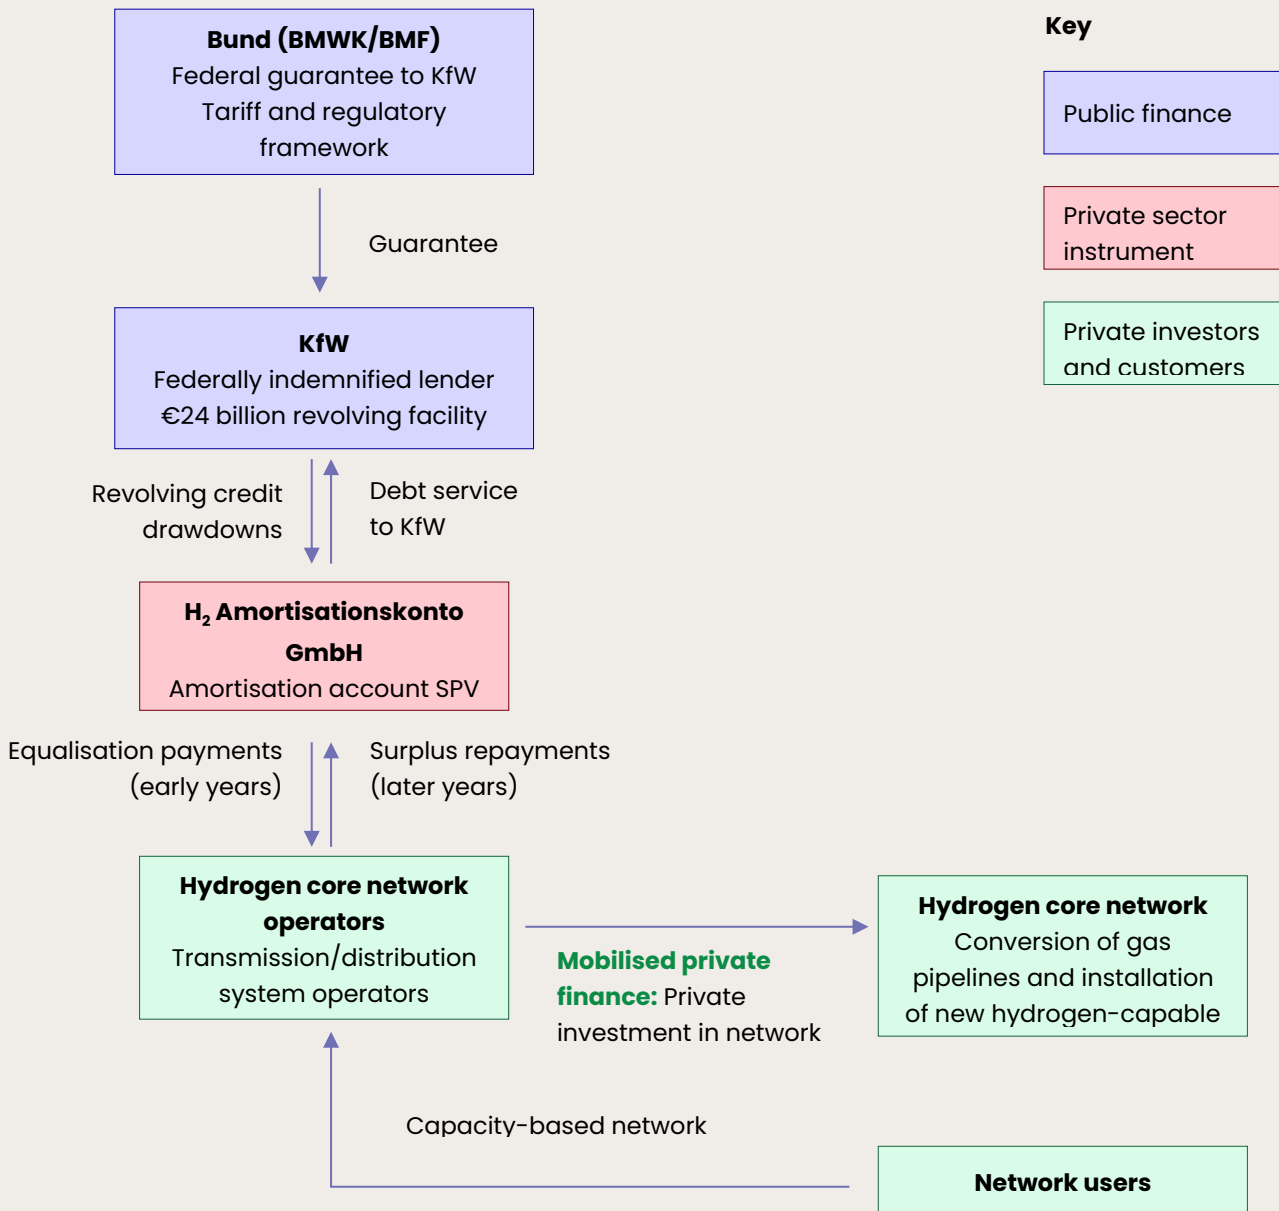 Bund (BMWK/BMF)
Federal guarantee to KfW
Tariff and regulatory
framework
Key
Public finance
Private sector
instrument
Private investors
and customers
Guarantee
KfW
Federally indemnified lender
€24 billion revolving facility
Revolving credit
drawdowns
Debt service
to KfW
H₂ Amortisationskonto
GmbH
Amortisation account SPV
Equalisation payments
(early years)
Surplus repayments
(later years)
Hydrogen core network
operators
Transmission/distribution
system operators
Mobilised private
finance: Private
investment in network
Hydrogen core network
Conversion of gas
pipelines and installation
of new hydrogen-capable
Capacity-based network
Network users